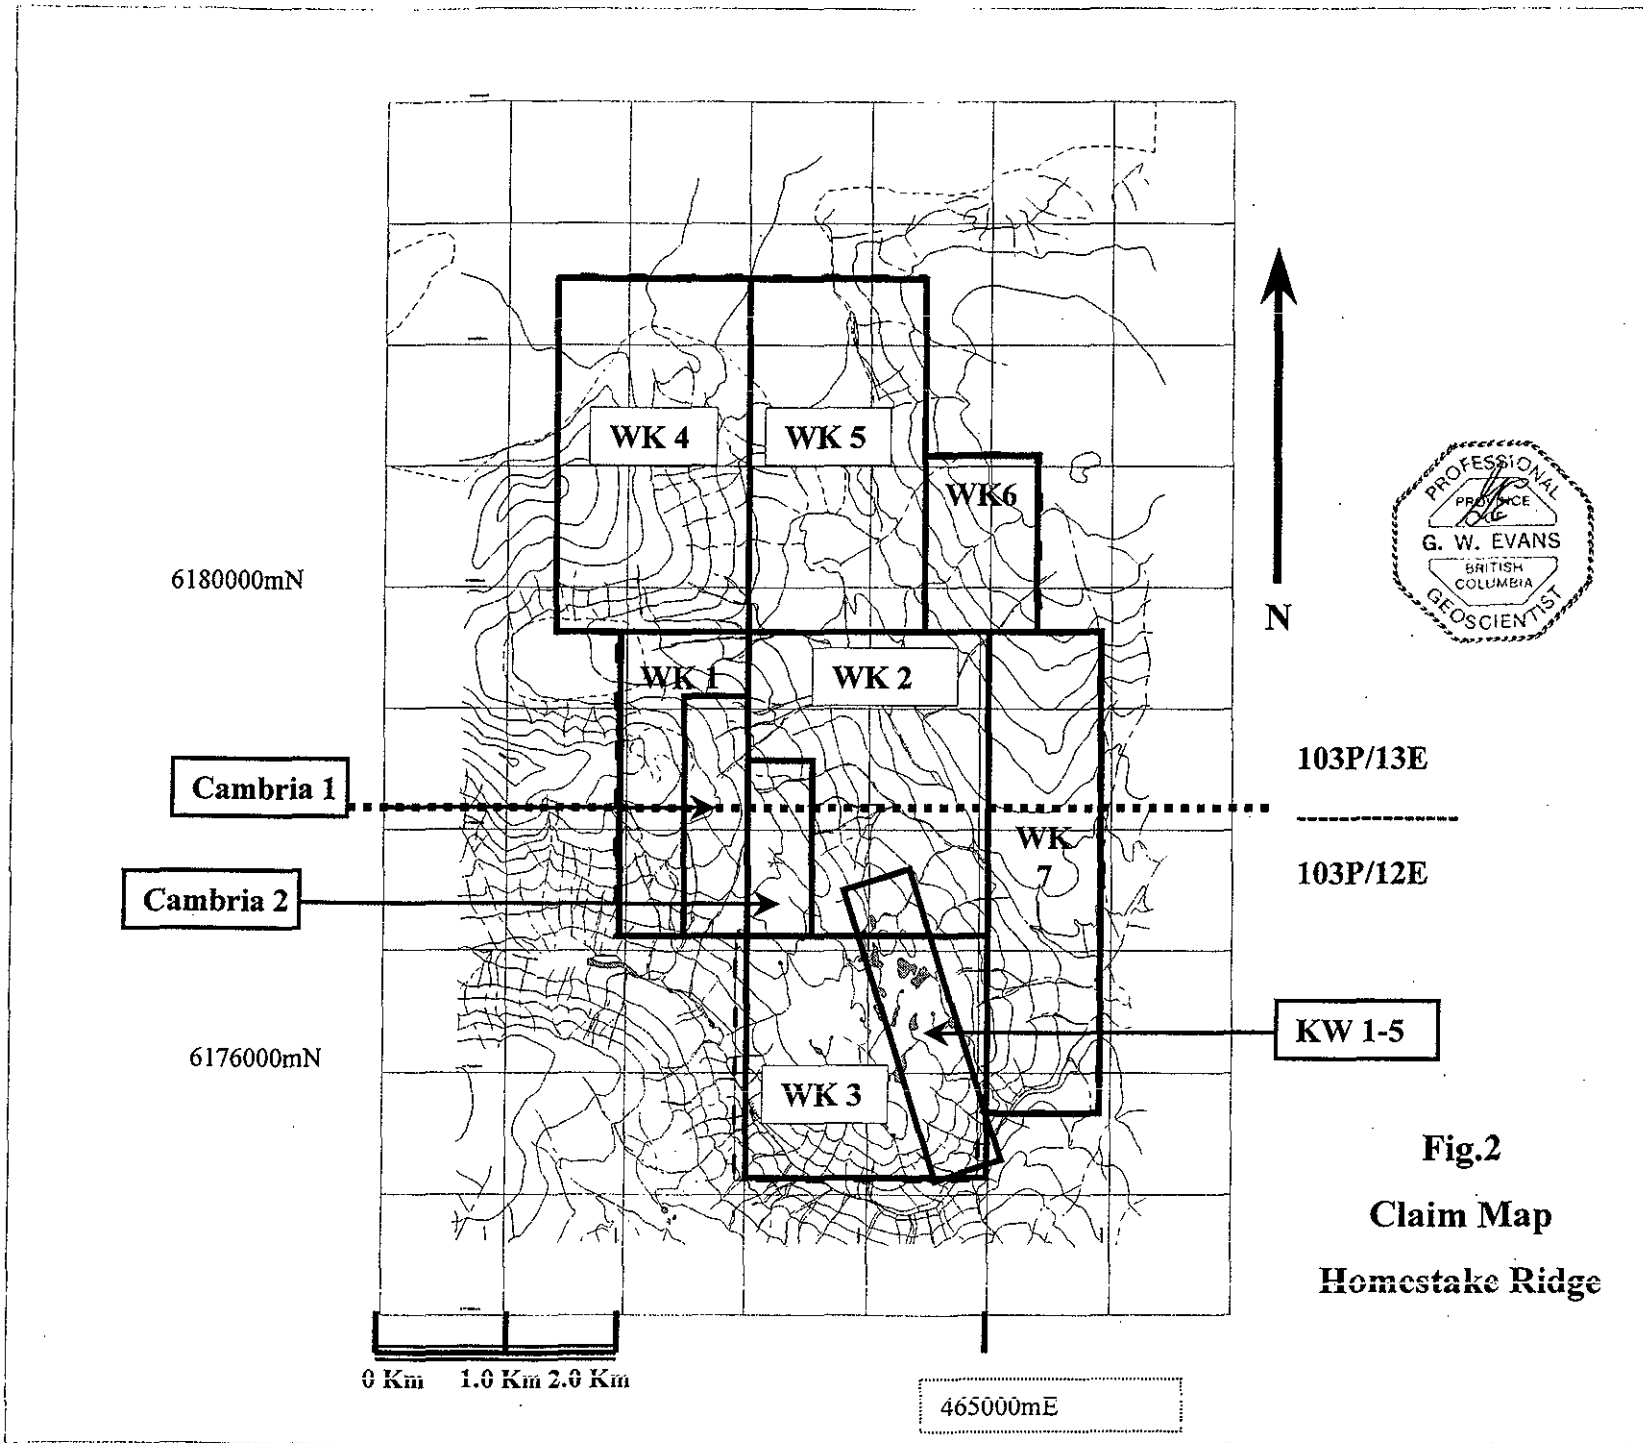 WK 4
WK 5
WK6
6180000mN
N
PROFESSIONAL
PROVINCE
G. W. EVANS
BRITISH
COLUMBIA
GEOSCIENTIST
WK 1
WK 2
103P/13E
Cambria 1
WK
7
103P/12E
Cambria 2
KW 1-5
6176000mN
WK 3
Fig.2
Claim Map
Homestake Ridge
0 Km 1.0 Km 2.0 Km
465000mE